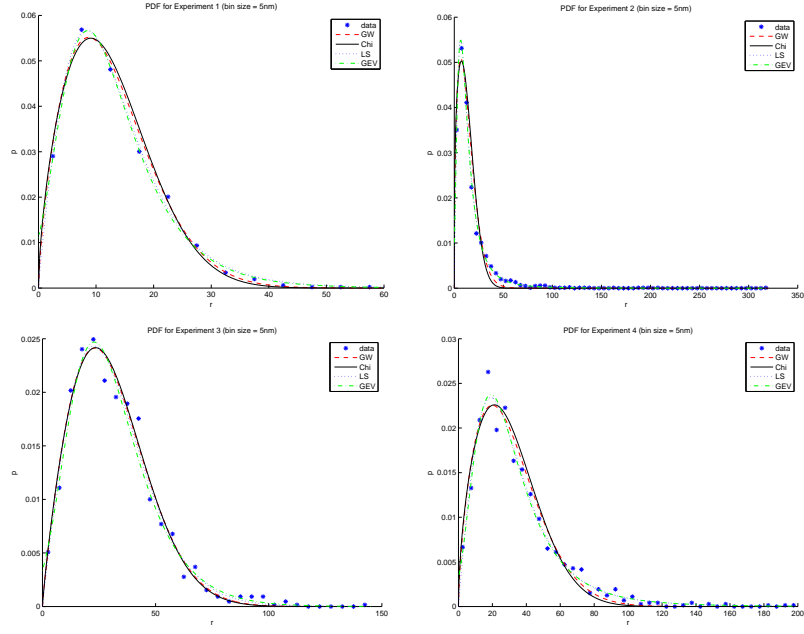 PDF for Experiment 1 (bin size = 5nm)
0.06
0.05
0.04
0.03
0.02
0.01
0
p
0 10 20 30 40 50 60
r
data
GW
Chi
LS
GEV
PDF for Experiment 2 (bin size = 5nm)
0.06
0.05
0.04
0.03
0.02
0.01
0
p
0 50 100 150 200 250 300 350
r
data
GW
Chi
LS
GEV
PDF for Experiment 3 (bin size = 5nm)
0.025
0.02
0.015
0.01
0.005
0
p
0 50 100 150
r
data
GW
Chi
LS
GEV
PDF for Experiment 4 (bin size = 5nm)
0.03
0.025
0.02
0.015
0.01
0.005
0
p
0 20 40 60 80 100 120 140 160 180 200
r
data
GW
Chi
LS
GEV